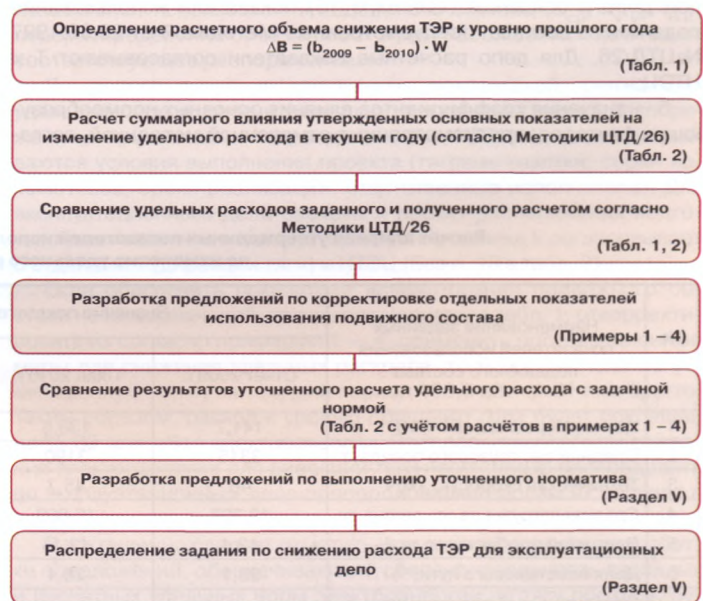 Определение расчетного объема снижения ТЭР к уровню 2009 г.
ΔВ = (b2009 – b2010) · W
(Табл. 1)
Расчет суммарного влияния утвержденных основных показателей на
изменение удельного расхода в текущем году (согласно Методики ЦТД/26)
(Табл. 2)
Сравнение удельных расходов заданного и полученного расчетом согласно
Методики ЦТД/26
(Табл. 1, 2)
Разработка предложений по корректировке отдельных показателей
использования подвижного состава
(Примеры 1 – 4)
Сравнение результатов уточненного расчета удельного расхода с заданной
нормой
(Табл. 2 с учётом расчётов в примерах 1 – 4)
Разработка предложений по выполнению уточненного норматива
(Раздел V)
Распределение задания по снижению расхода ТЭР для эксплуатационных
депо
(Раздел V)